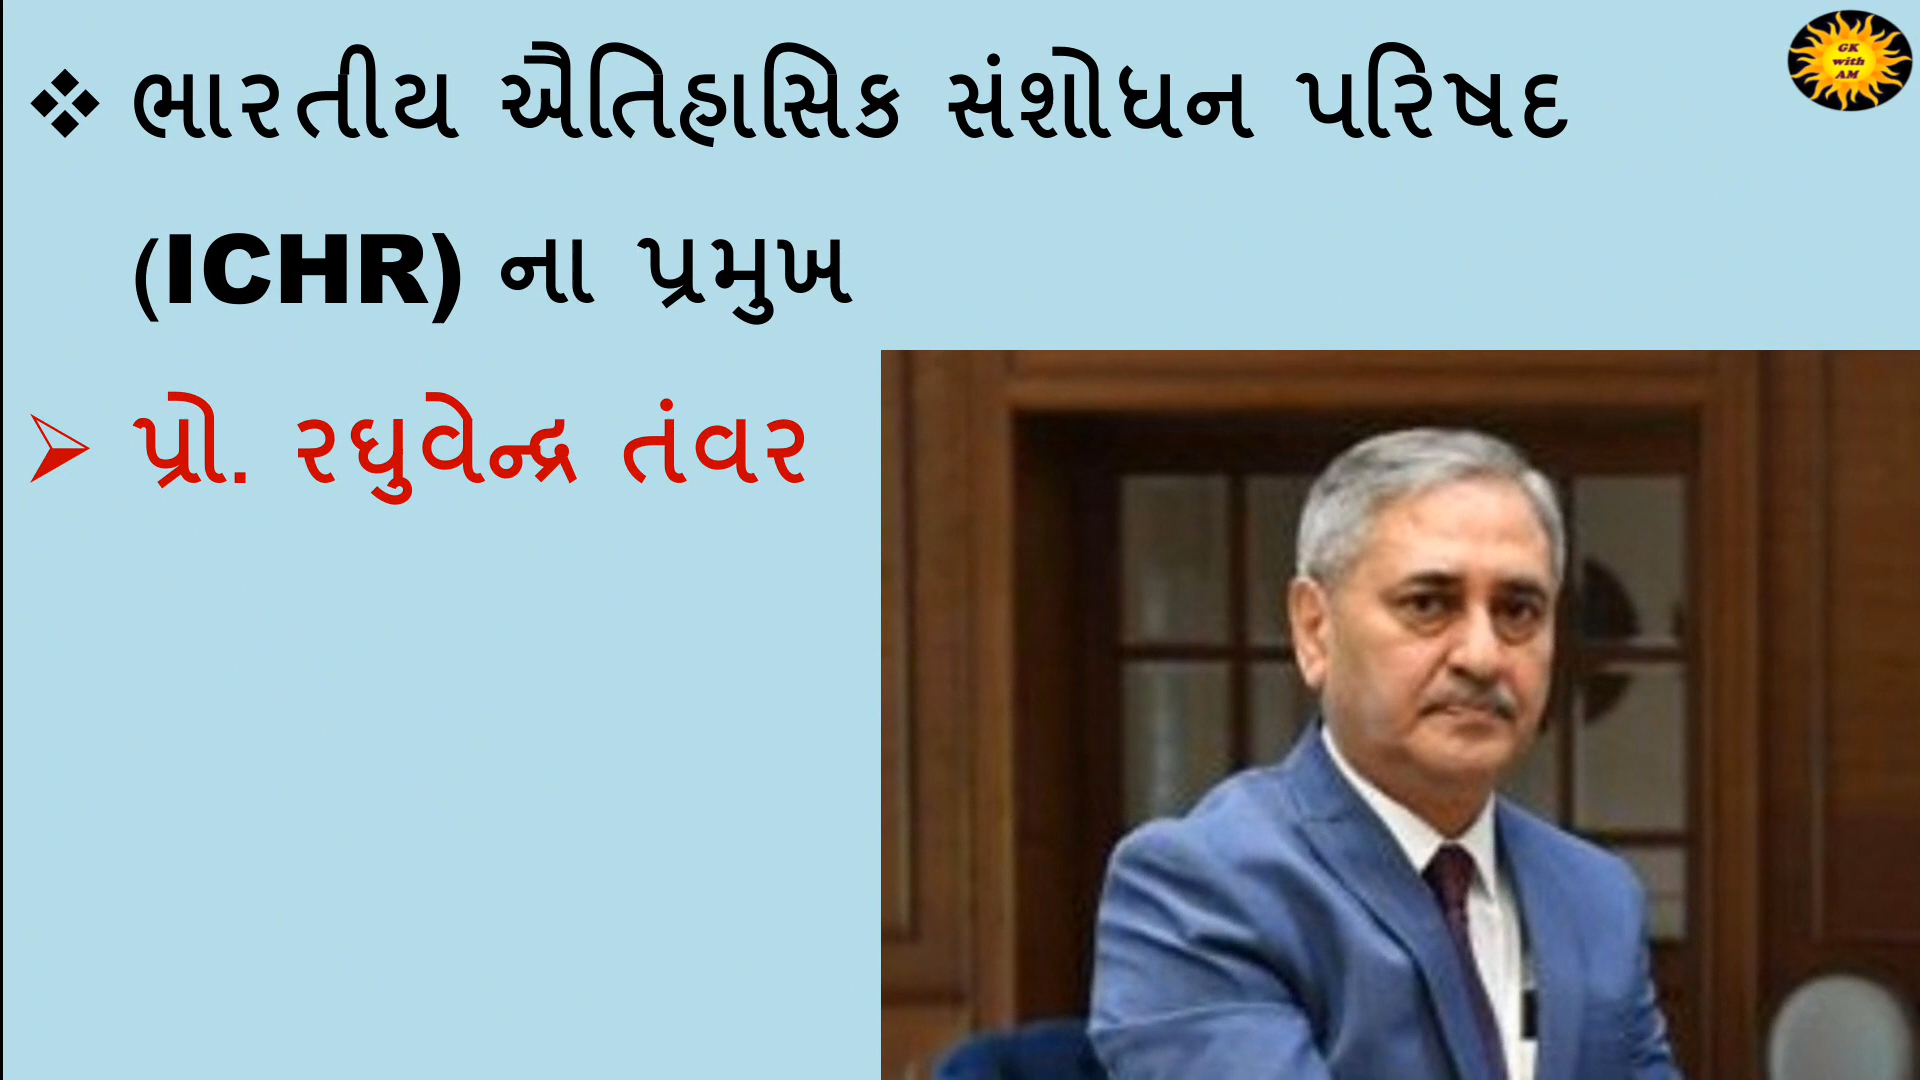 ❖ ભારતીય ઐતિહાસિક સંશોધન પરિષદ
(ICHR) ના પ્રમુખ
➢ પ્રો. રઘુવેન્દ્ર તંવર
GK
with
AM